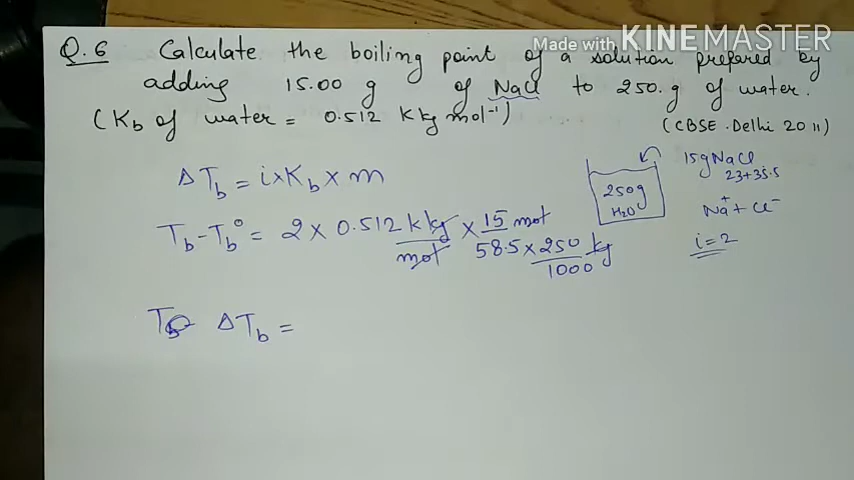 Made with KINEMASTER
Q.6 Calculate the boiling point of a solution prepared by
adding 15.00 g of NaCl to 250.g of water.
(Kb of water = 0.512 K kg mol⁻¹)
(CBSE.Delhi 2011)
ΔTb = i×Kb × m
Tb-Tb° = 2 × 0.512 K kg/mol × 15 mol/58.5 × 250/1000 kg
250g
H₂O
15gNaCl
23+35.5
Na⁺ + Cl⁻
i=2
ΔTb =